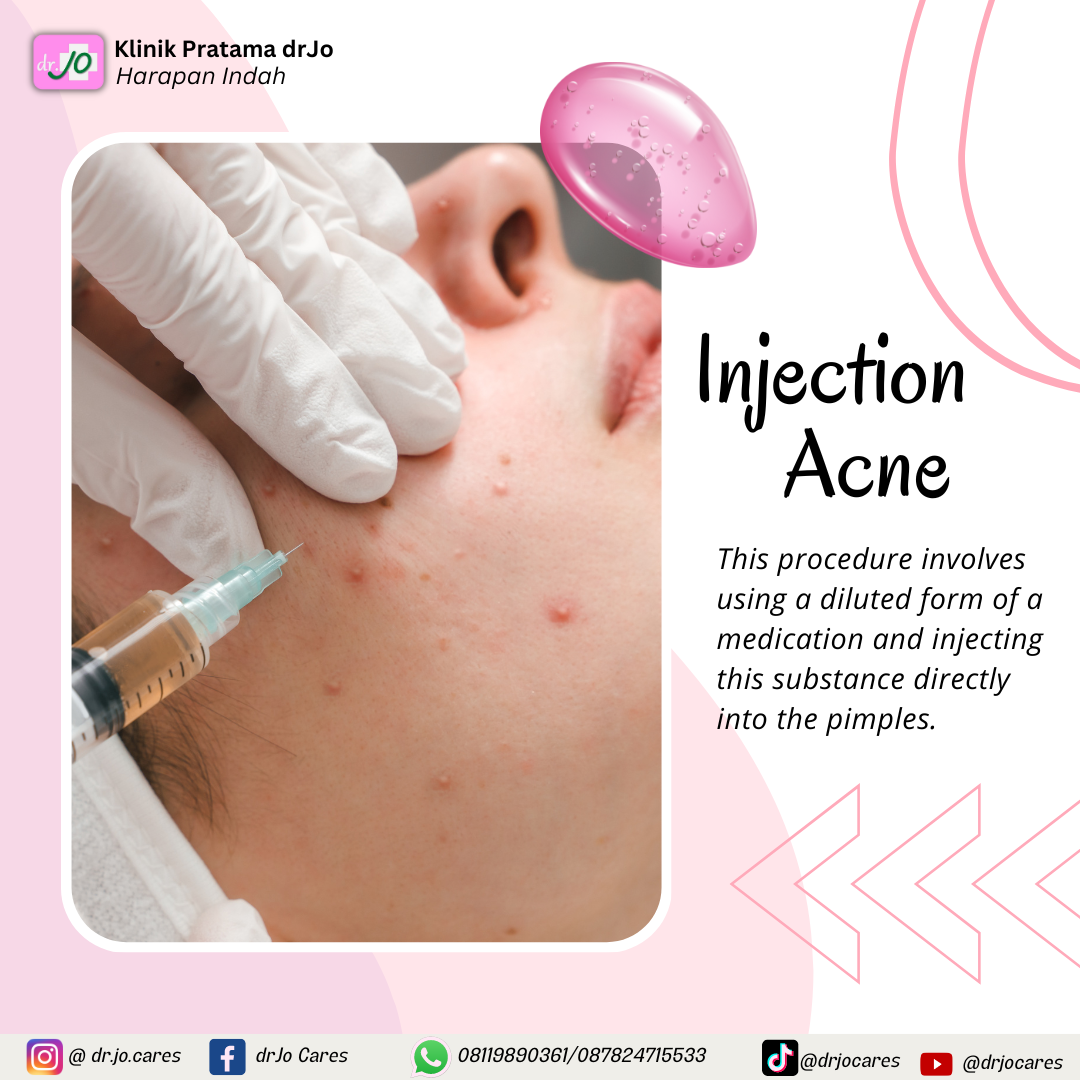 dr.JO
Klinik Pratama drJo
Harapan Indah
Injection
Acne
This procedure involves
using a diluted form of a
medication and injecting
this substance directly
into the pimples.
@ dr.jo.cares
drJo Cares
08119890361/087824715533
@drjocares
@drjocares